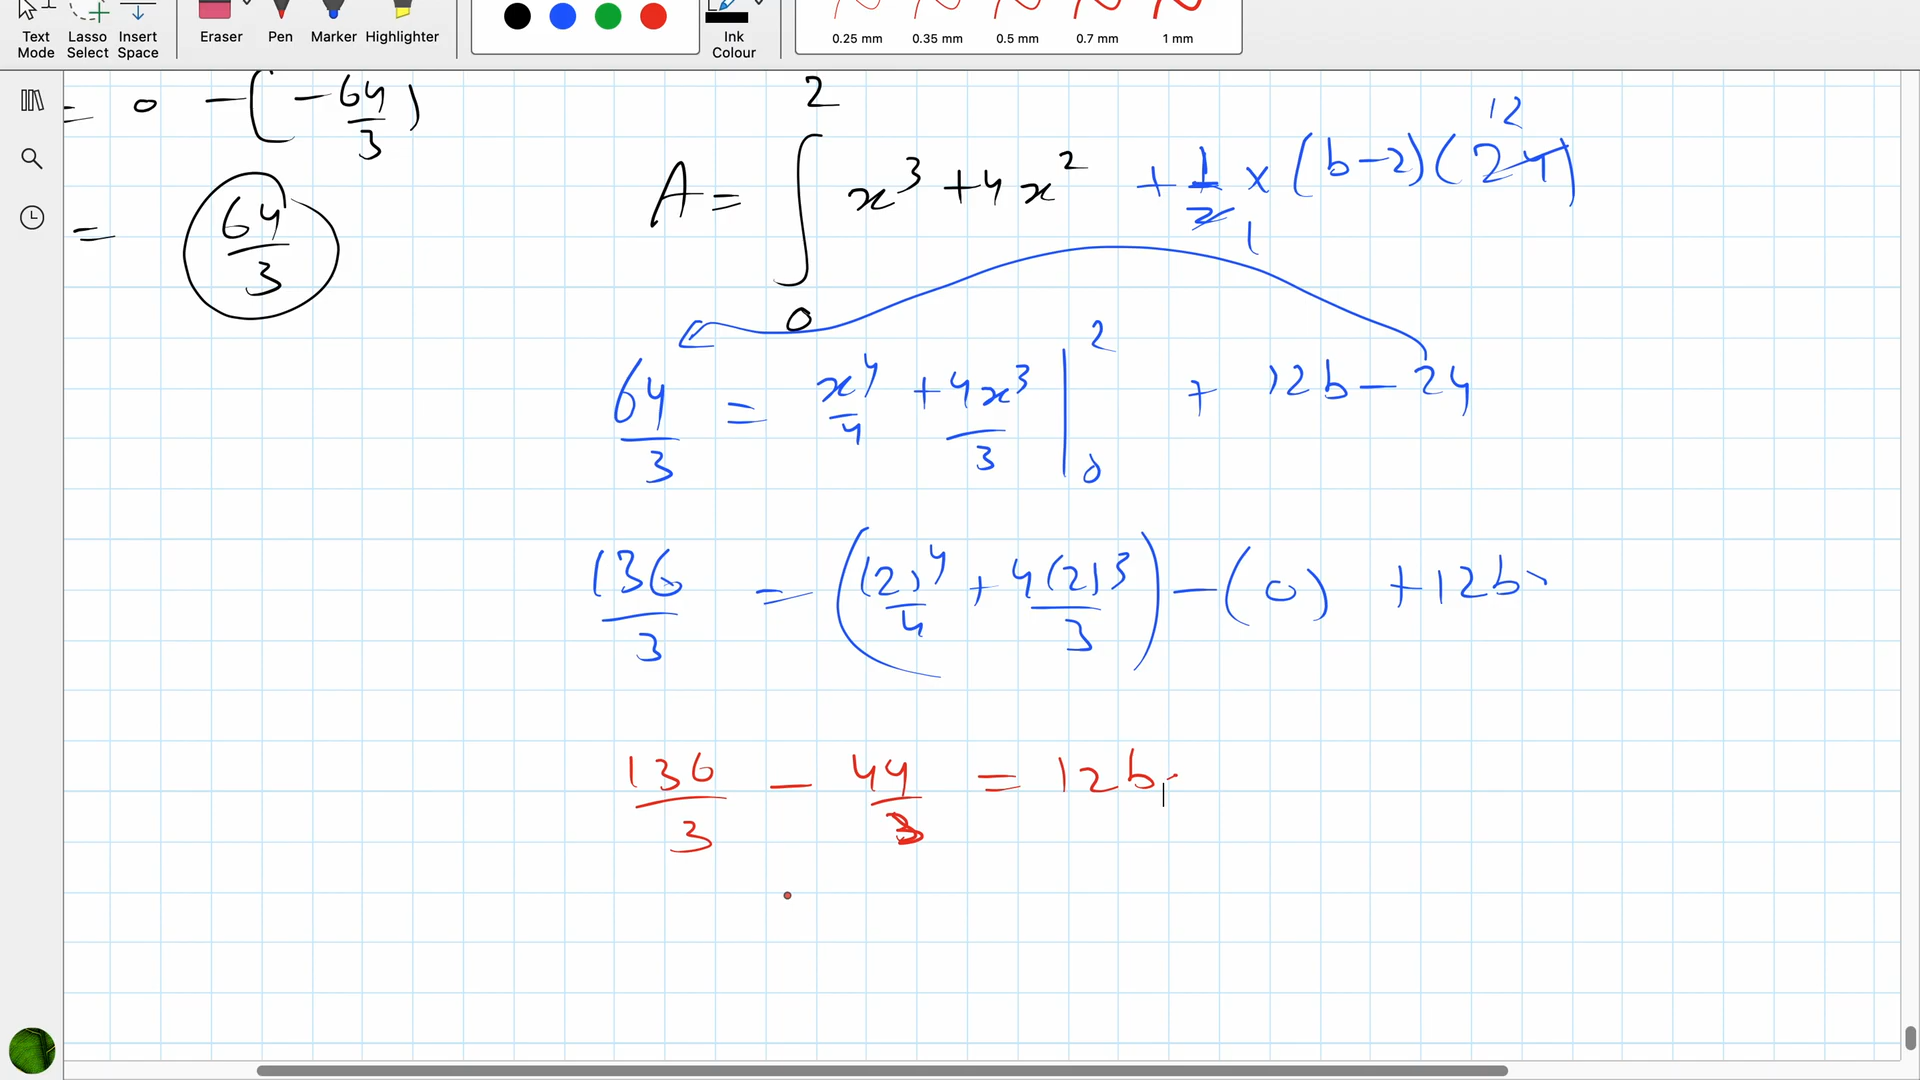 Text Mode Lasso Select Insert Space Eraser Pen Marker Highlighter Ink Colour 0.25 mm 0.35 mm 0.5 mm 0.7 mm 1 mm
= 0 - ( -64/3 )
= 64/3
A = ∫₀² x³ + 4x² + 1/2 × (b-2)(24) 12 1
64/3 = x⁴/4 + 4x³/3 |₀² + 12b - 24
136/3 = ( (2)⁴/4 + 4(2)³/3 ) - (0) + 12b
136/3 - 44/3 = 12b